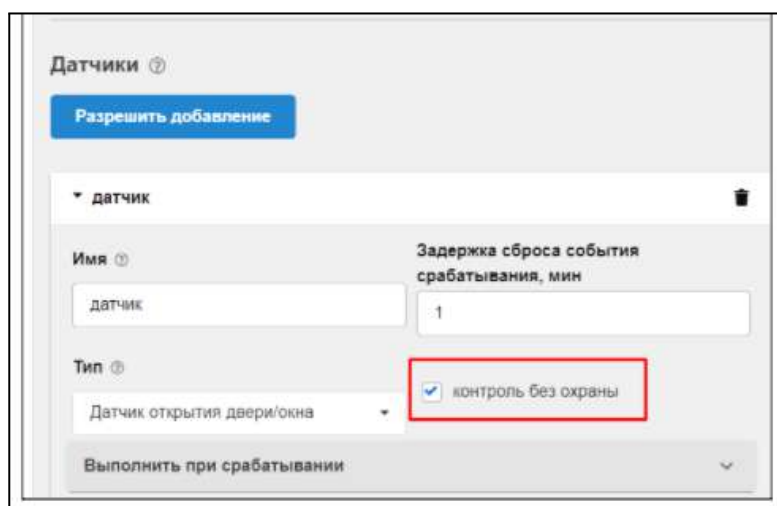 Датчики
Разрешить добавление
датчик
Имя
Задержка сброса события
срабатывания, мин
датчик
1
Тип
контроль без охраны
Датчик открытия двери/окна
Выполнить при срабатывании